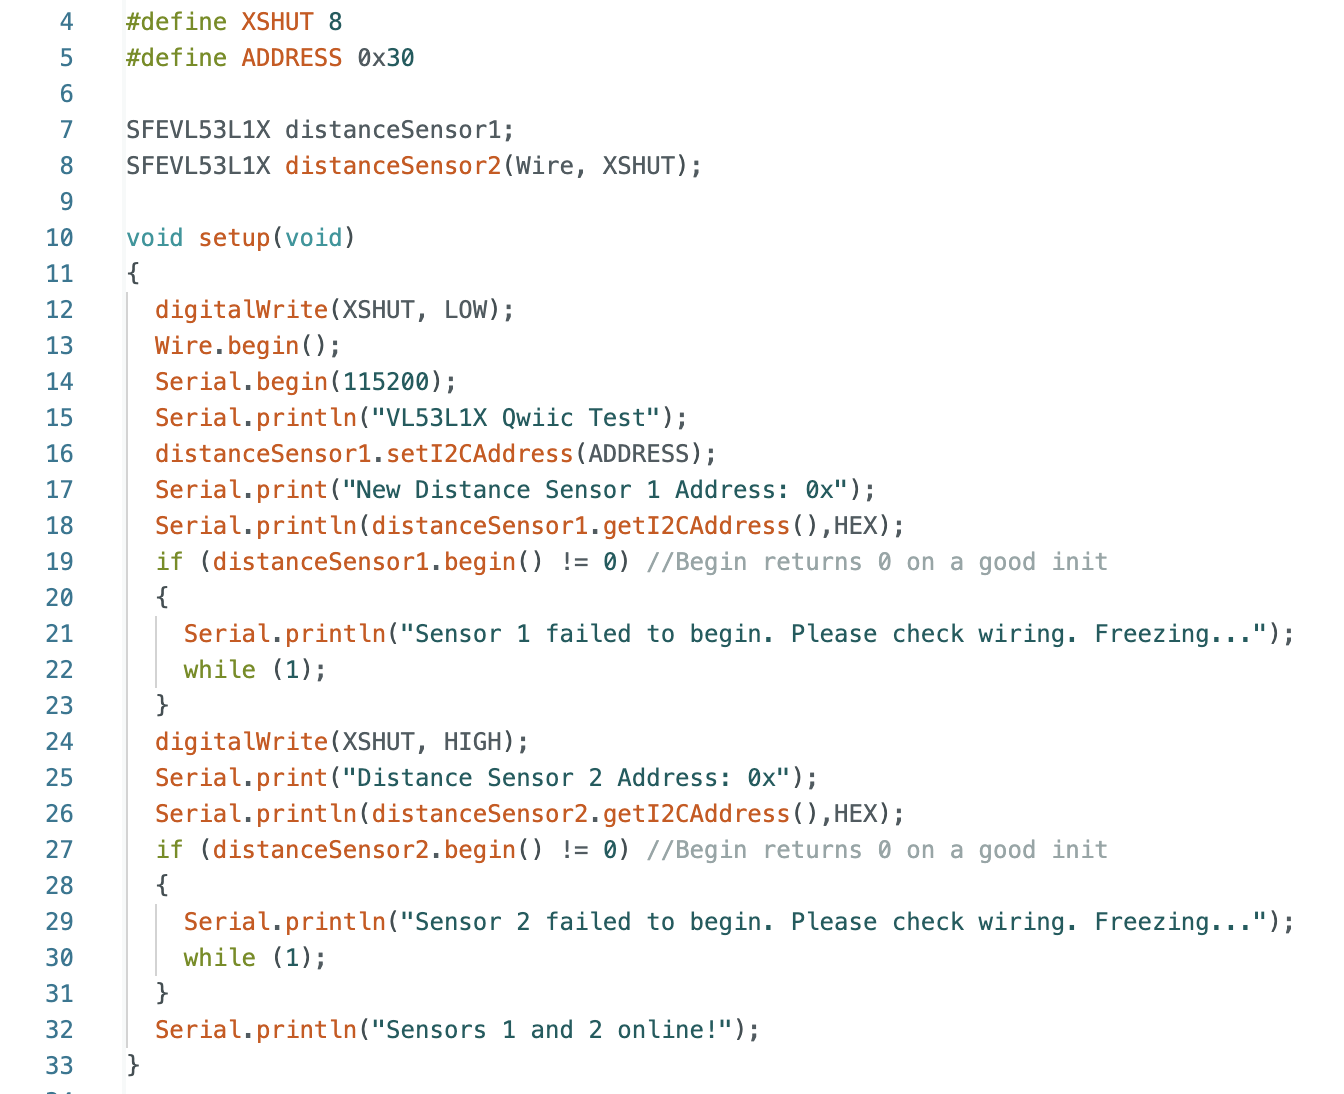 4 #define XSHUT 8
5 #define ADDRESS 0x30
6
7 SFEVL53L1X distanceSensor1;
8 SFEVL53L1X distanceSensor2(Wire, XSHUT);
9
10 void setup(void)
11 {
12 digitalWrite(XSHUT, LOW);
13 Wire.begin();
14 Serial.begin(115200);
15 Serial.println("VL53L1X Qwiic Test");
16 distanceSensor1.setI2CAddress(ADDRESS);
17 Serial.print("New Distance Sensor 1 Address: 0x");
18 Serial.println(distanceSensor1.getI2CAddress(),HEX);
19 if (distanceSensor1.begin() != 0) //Begin returns 0 on a good init
20 {
21 Serial.println("Sensor 1 failed to begin. Please check wiring. Freezing...");
22 while (1);
23 }
24 digitalWrite(XSHUT, HIGH);
25 Serial.print("Distance Sensor 2 Address: 0x");
26 Serial.println(distanceSensor2.getI2CAddress(),HEX);
27 if (distanceSensor2.begin() != 0) //Begin returns 0 on a good init
28 {
29 Serial.println("Sensor 2 failed to begin. Please check wiring. Freezing...");
30 while (1);
31 }
32 Serial.println("Sensors 1 and 2 online!");
33 }